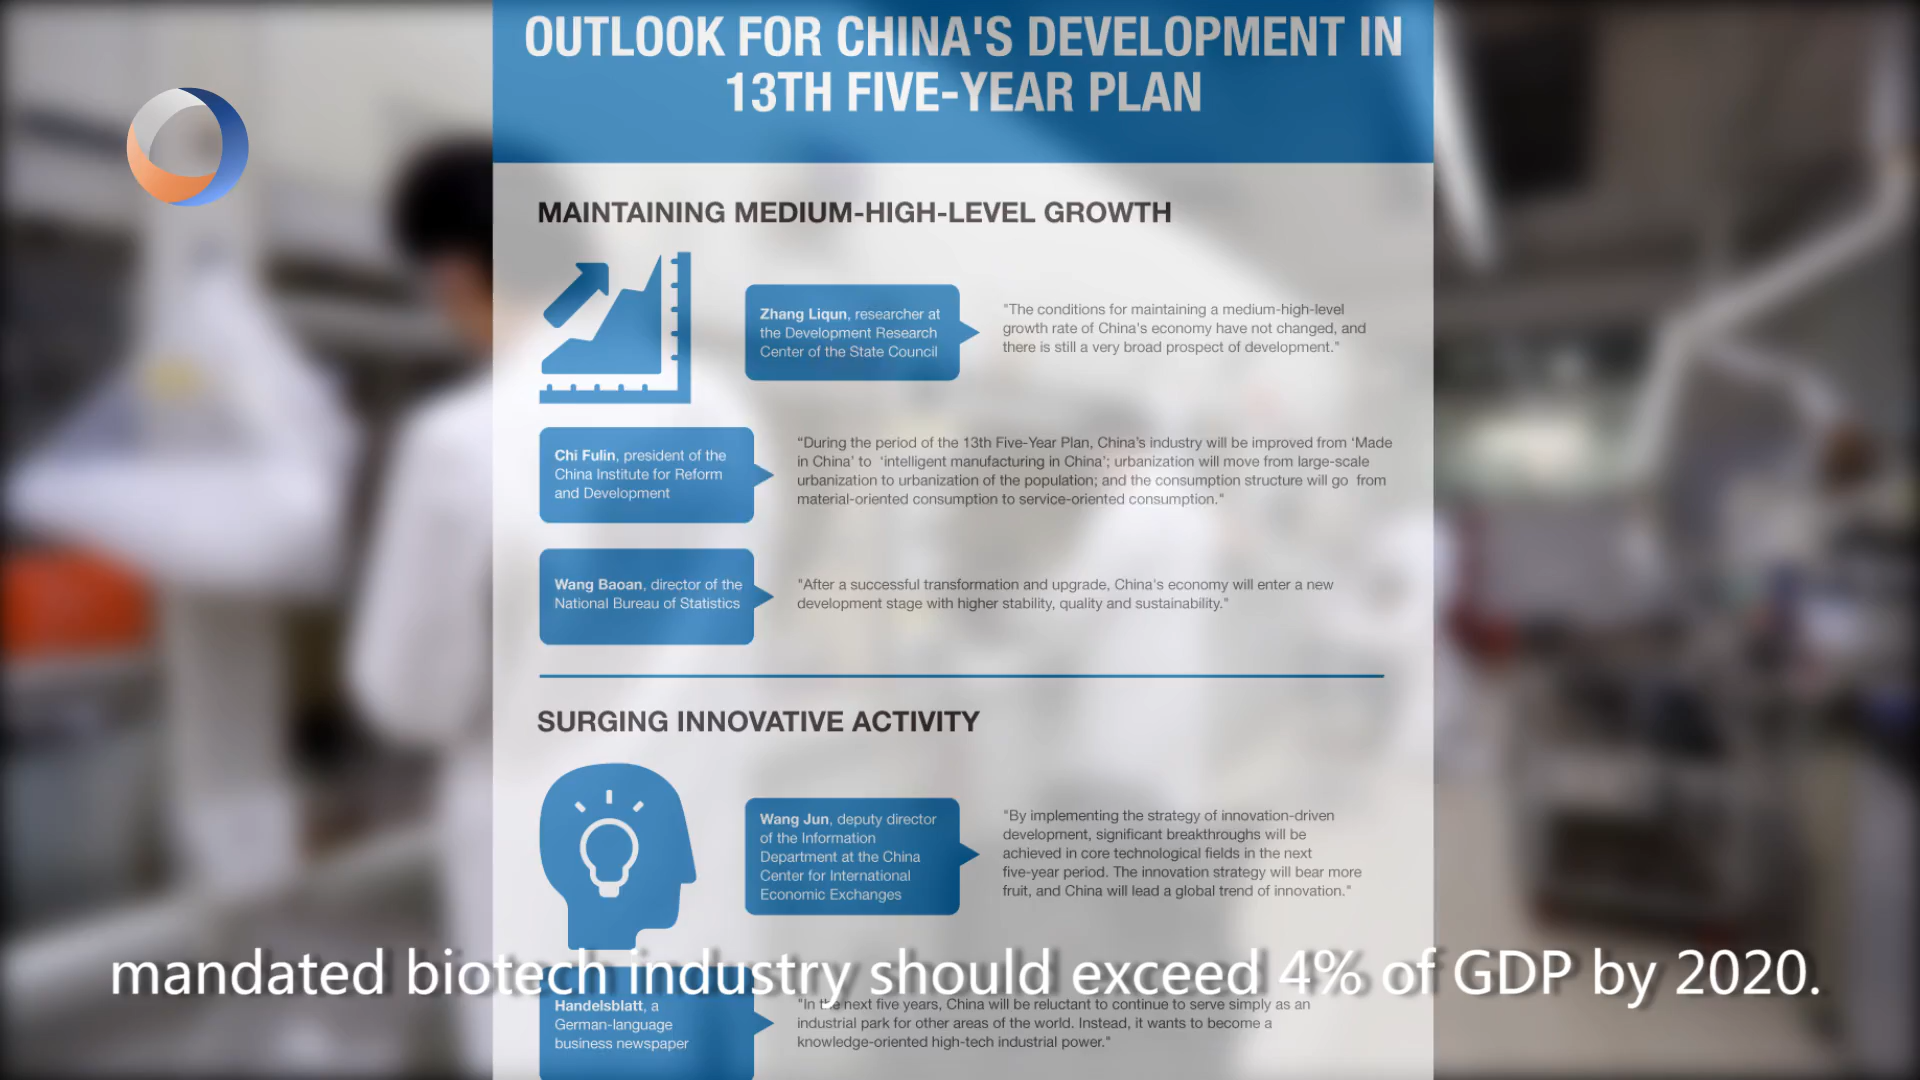 OUTLOOK FOR CHINA'S DEVELOPMENT IN
13TH FIVE-YEAR PLAN
MAINTAINING MEDIUM-HIGH-LEVEL GROWTH
Zhang Liqun, researcher at
the Development Research
Center of the State Council
"The conditions for maintaining a medium-high-level
growth rate of China's economy have not changed, and
there is still a very broad prospect of development."
Chi Fulin, president of the
China Institute for Reform
and Development
“During the period of the 13th Five-Year Plan, China’s industry will be improved from ‘Made
in China’ to ‘intelligent manufacturing in China’; urbanization will move from large-scale
urbanization to urbanization of the population; and the consumption structure will go from
material-oriented consumption to service-oriented consumption."
Wang Baoan, director of the
National Bureau of Statistics
"After a successful transformation and upgrade, China's economy will enter a new
development stage with higher stability, quality and sustainability."
SURGING INNOVATIVE ACTIVITY
Wang Jun, deputy director
of the Information
Department at the China
Center for International
Economic Exchanges
"By implementing the strategy of innovation-driven
development, significant breakthroughs will be
achieved in core technological fields in the next
five-year period. The innovation strategy will bear more
fruit, and China will lead a global trend of innovation."
mandated biotech industry should exceed 4% of GDP by 2020.
Handelsblatt, a
German-language
business newspaper
"In the next five years, China will be reluctant to continue to serve simply as an
industrial park for other areas of the world. Instead, it wants to become a
knowledge-oriented high-tech industrial power."